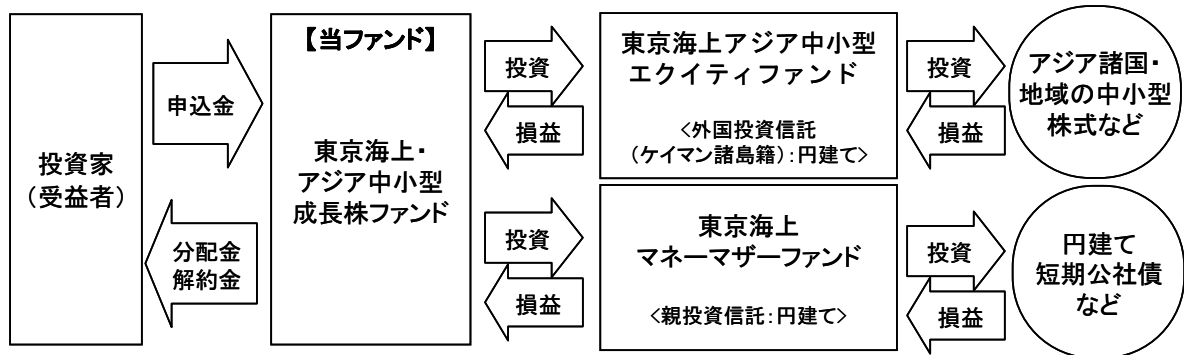 投資家
（受益者）
申込金
分配金
解約金
【当ファンド】
東京海上・
アジア中小型
成長株ファンド
投資
損益
東京海上アジア中小型
エクイティファンド
<外国投資信託
（ケイマン諸島籍）：円建て>
投資
損益
アジア諸国・
地域の中小型
株式など
投資
損益
東京海上
マネーマザーファンド
<親投資信託：円建て>
投資
損益
円建て
短期公社債
など